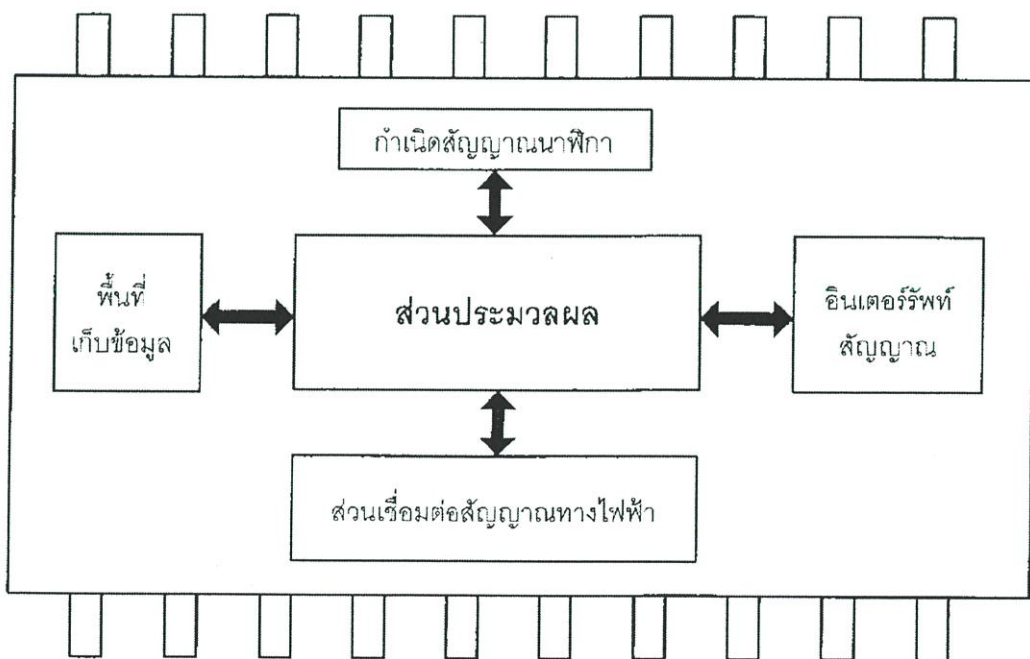 กำเนิดสัญญาณนาฬิกา
พื้นที่
เก็บข้อมูล
ส่วนประมวลผล
อินเตอร์รัพท์
สัญญาณ
ส่วนเชื่อมต่อสัญญาณทางไฟฟ้า